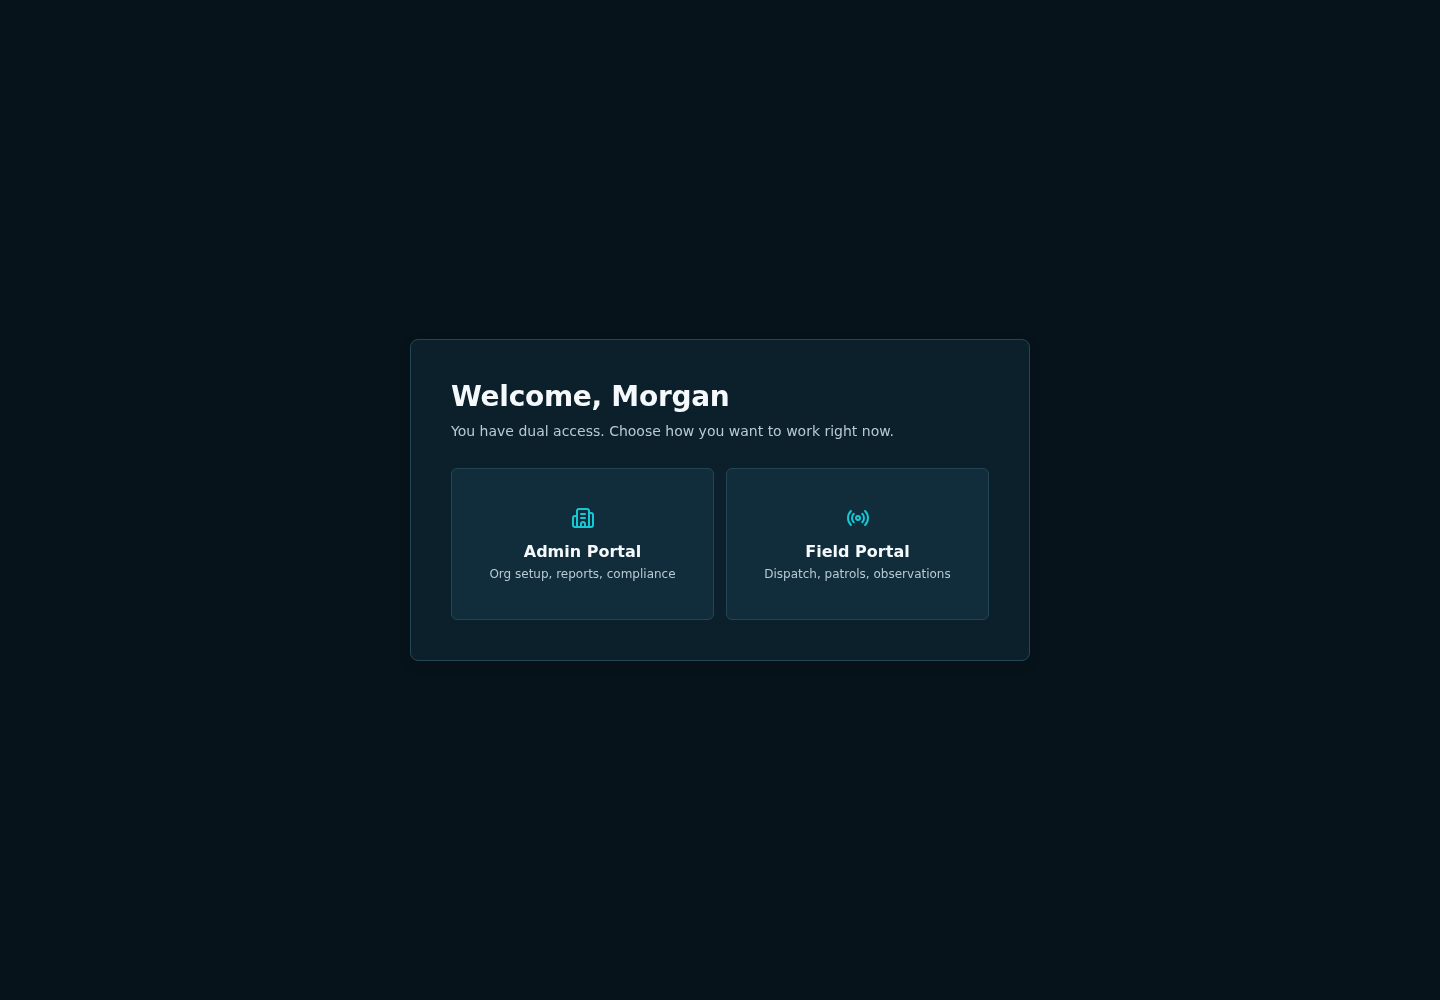 Welcome, Morgan
You have dual access. Choose how you want to work right now.
Admin Portal
Org setup, reports, compliance
Field Portal
Dispatch, patrols, observations